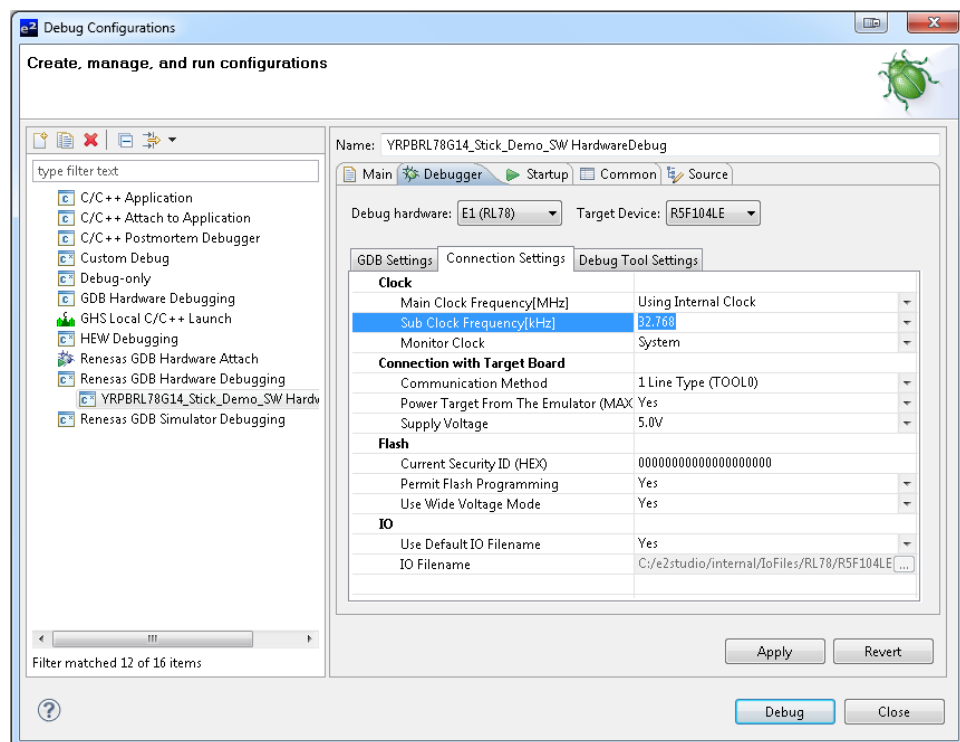 e² Debug Configurations
Create, manage, and run configurations
type filter text
C/C++ Application
C/C++ Attach to Application
C/C++ Postmortem Debugger
Custom Debug
Debug-only
GDB Hardware Debugging
GHS Local C/C++ Launch
HEW Debugging
Renesas GDB Hardware Attach
Renesas GDB Hardware Debugging
YRPBRL78G14_Stick_Demo_SW Hardw
Renesas GDB Simulator Debugging
Filter matched 12 of 16 items
Name: YRPBRL78G14_Stick_Demo_SW HardwareDebug
Main Debugger Startup Common Source
Debug hardware: E1 (RL78) Target Device: R5F104LE
GDB Settings Connection Settings Debug Tool Settings
Clock
Main Clock Frequency[MHz] Using Internal Clock
Sub Clock Frequency[kHz] 32.768
Monitor Clock System
Connection with Target Board
Communication Method 1 Line Type (TOOL0)
Power Target From The Emulator (MAX Yes
Supply Voltage 5.0V
Flash
Current Security ID (HEX) 00000000000000000000
Permit Flash Programming Yes
Use Wide Voltage Mode Yes
IO
Use Default IO Filename Yes
IO Filename C:/e2studio/internal/IoFiles/RL78/R5F104LE ...
Apply Revert
? Debug Close